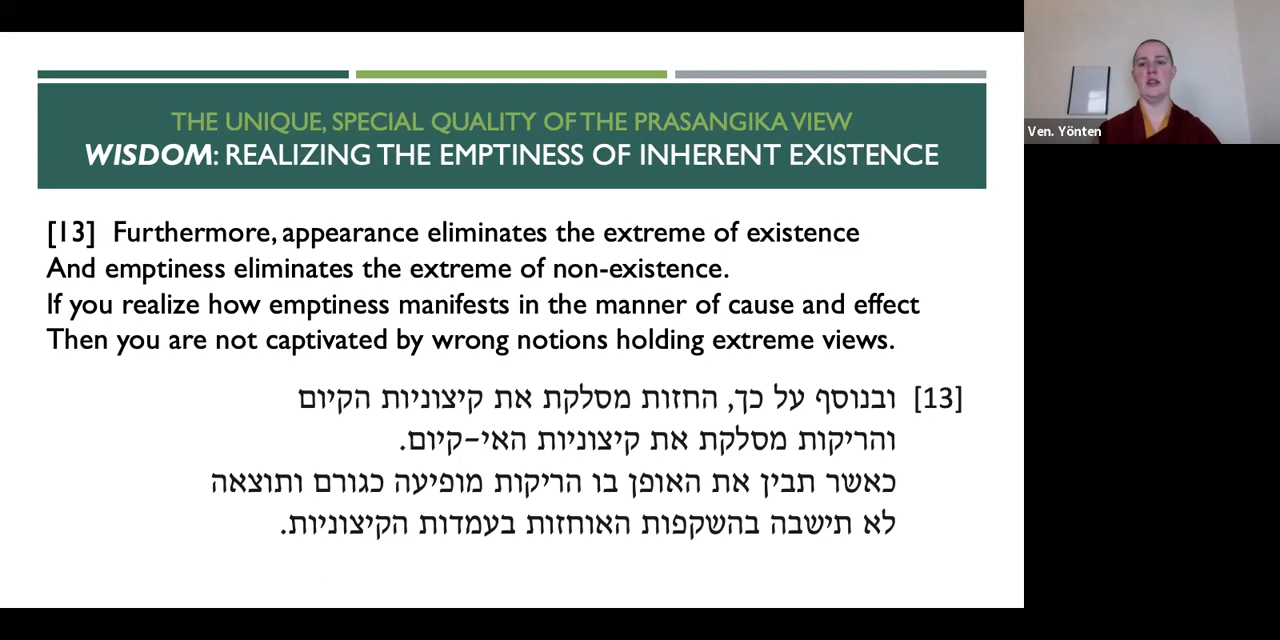 THE UNIQUE, SPECIAL QUALITY OF THE PRASANGIKA VIEW
WISDOM: REALIZING THE EMPTINESS OF INHERENT EXISTENCE
[13] Furthermore, appearance eliminates the extreme of existence
And emptiness eliminates the extreme of non-existence.
If you realize how emptiness manifests in the manner of cause and effect
Then you are not captivated by wrong notions holding extreme views.
[13] ובנוסף על כך, החזות מסלקת את קיצוניות הקיום
והריקות מסלקת את קיצוניות האי-קיום.
כאשר תבין את האופן בו הריקות מופיעה כגורם ותוצאה
לא תישבה בהשקפות האוחזות בעמדות הקיצוניות.
Ven. Yönten